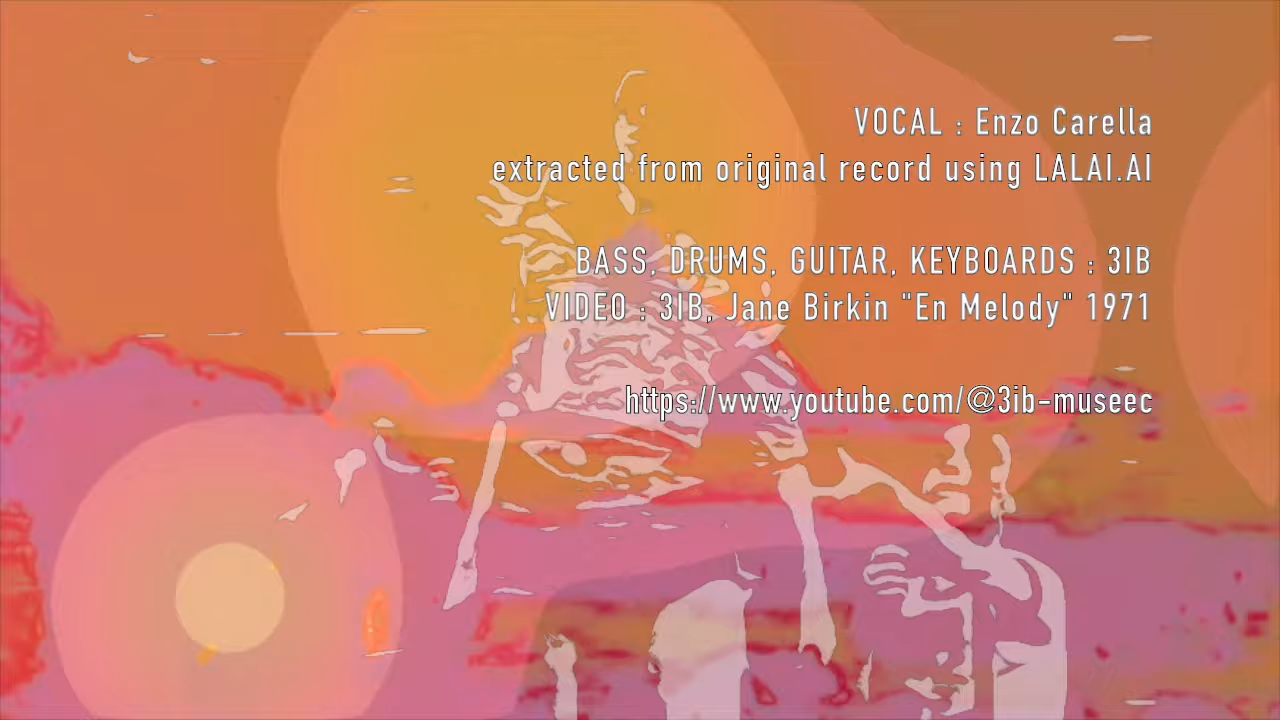 VOCAL : Enzo Carella
extracted from original record using LALAI.AI
BASS, DRUMS, GUITAR, KEYBOARDS : 3IB
VIDEO : 3IB, Jane Birkin "En Melody" 1971
https://www.youtube.com/@3ib-museec